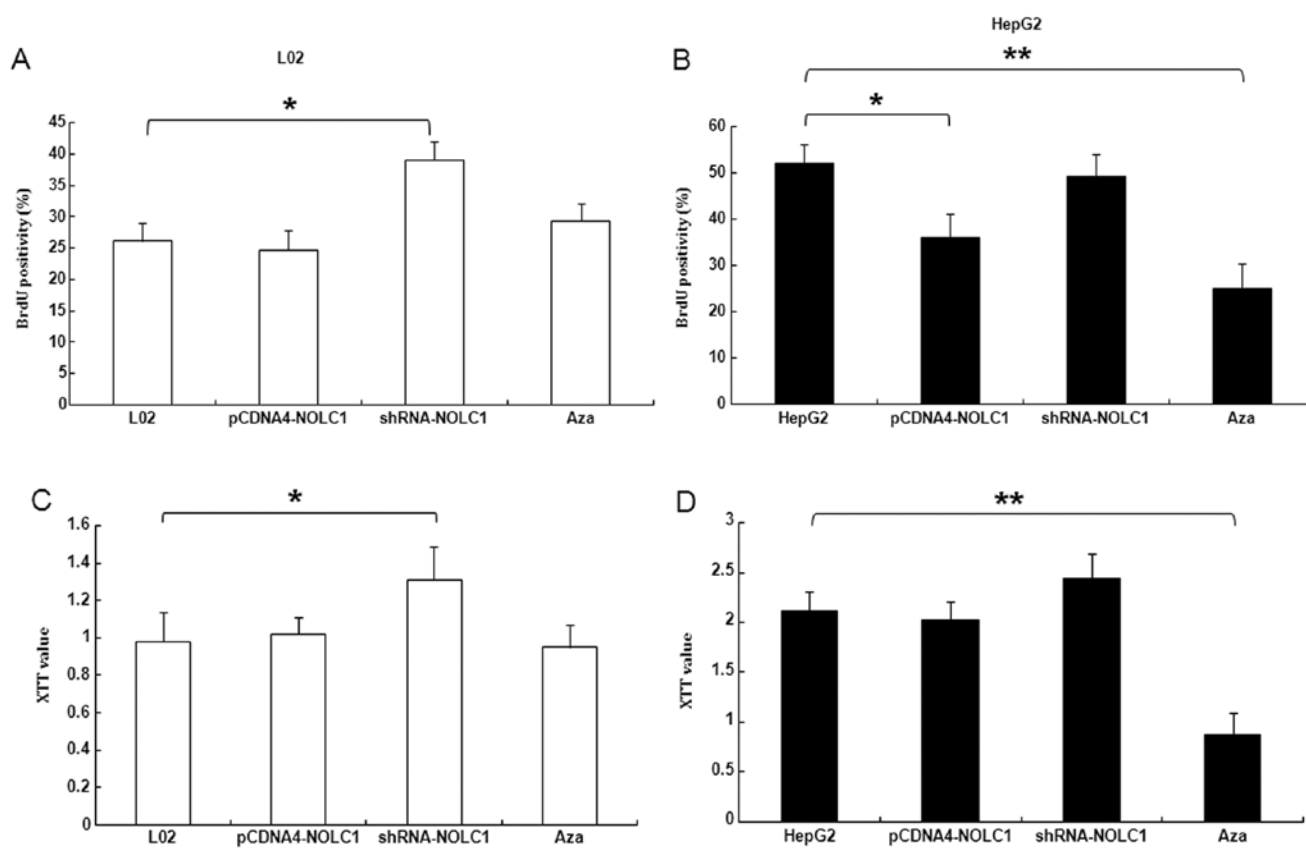 A
L02
*
BrdU positivity (%)
45
40
35
30
25
20
15
10
5
0
L02 pCDNA4-NOLC1 shRNA-NOLC1 Aza
B
HepG2
**
*
BrdU positivity (%)
60
50
40
30
20
10
0
HepG2 pCDNA4-NOLC1 shRNA-NOLC1 Aza
C
*
XTT value
1.6
1.4
1.2
1
0.8
0.6
0.4
0.2
0
L02 pCDNA4-NOLC1 shRNA-NOLC1 Aza
D
**
XTT value
3
2.5
2
1.5
1
0.5
0
HepG2 pCDNA4-NOLC1 shRNA-NOLC1 Aza